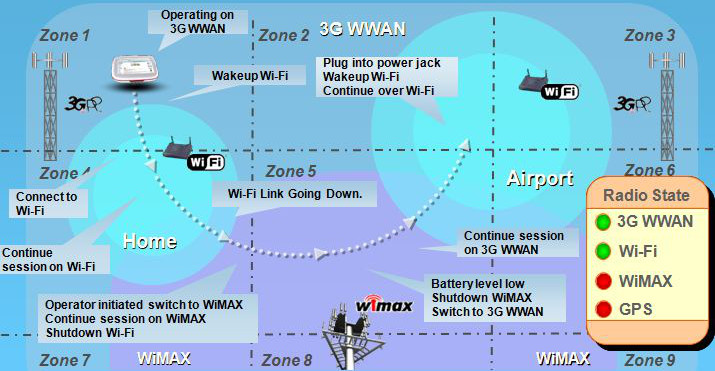 Operating on
3G WWAN
Zone 1
Zone 2
3G WWAN
Zone 3
Wakeup Wi-Fi
Plug into power jack
Wakeup Wi-Fi
Continue over Wi-Fi
Wi Fi
3G
3G
Wi Fi
Zone 4
Zone 5
Zone 6
Airport
Connect to
Wi-Fi
Wi-Fi Link Going Down.
Radio State
3G WWAN
Wi-Fi
WiMAX
GPS
Home
Continue
session on Wi-Fi
Continue session
on 3G WWAN
Operator initiated switch to WiMAX
Continue session on WiMAX
Shutdown Wi-Fi
Battery level low
Shutdown WiMAX
Switch to 3G WWAN
wimax
Zone 7
WiMAX
Zone 8
WiMAX
Zone 9